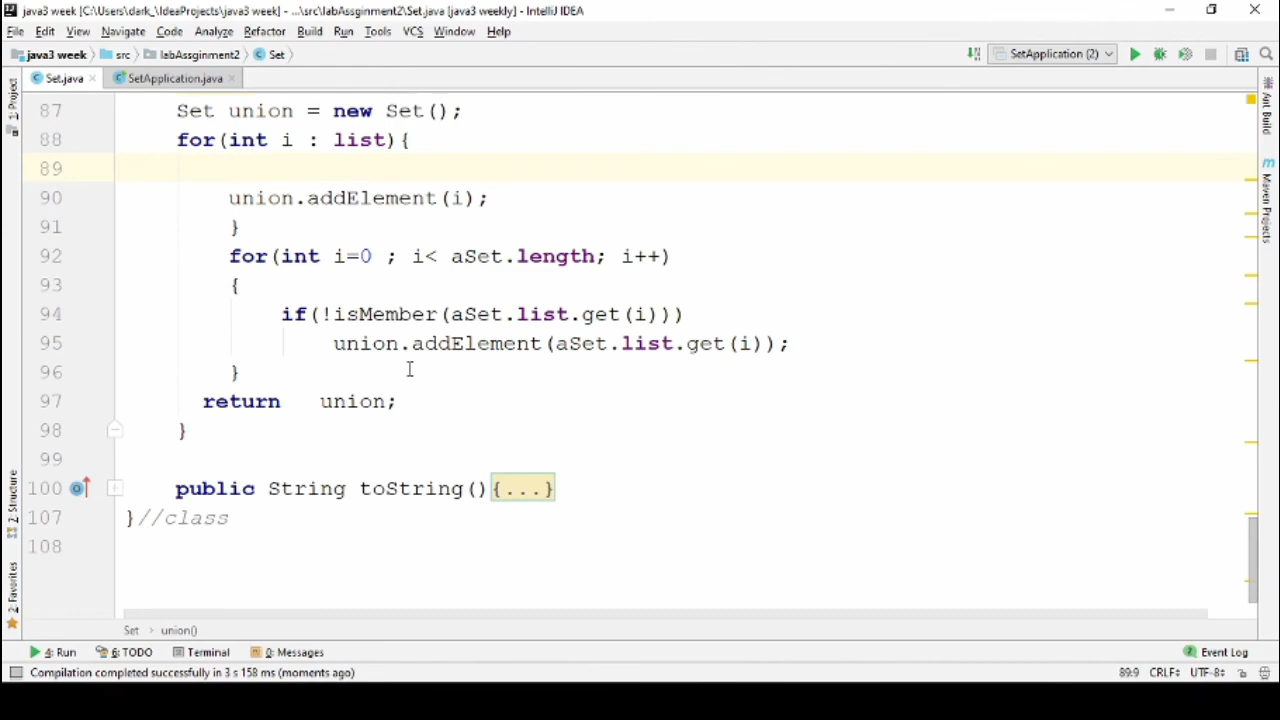 java3 week [C:\Users\dark_\IdeaProjects\java3 week] - ...\src\labAssginment2\Set.java [java3 weekly] - IntelliJ IDEA
File Edit View Navigate Code Analyze Refactor Build Run Tools VCS Window Help
java3 week src labAssginment2 Set SetApplication (2)
Set.java SetApplication.java
1: Project
Ant Build
Maven Projects
7: Structure
2: Favorites
87 Set union = new Set();
88 for(int i : list){
89
90 union.addElement(i);
91 }
92 for(int i=0 ; i< aSet.length; i++)
93 {
94 if(!isMember(aSet.list.get(i)))
95 union.addElement(aSet.list.get(i));
96 }
97 return union;
98 }
99
100 public String toString(){...}
107 }//class
108
Set › union()
4: Run 6: TODO Terminal 0: Messages Event Log
Compilation completed successfully in 3 s 158 ms (moments ago) 89:9 CRLF UTF-8